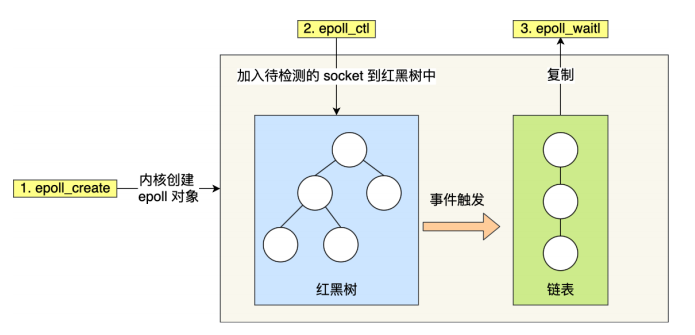 2. epoll_ctl
3. epoll_waitl
加入待检测的 socket 到红黑树中
复制
1. epoll_create
内核创建
epoll 对象
事件触发
红黑树
链表